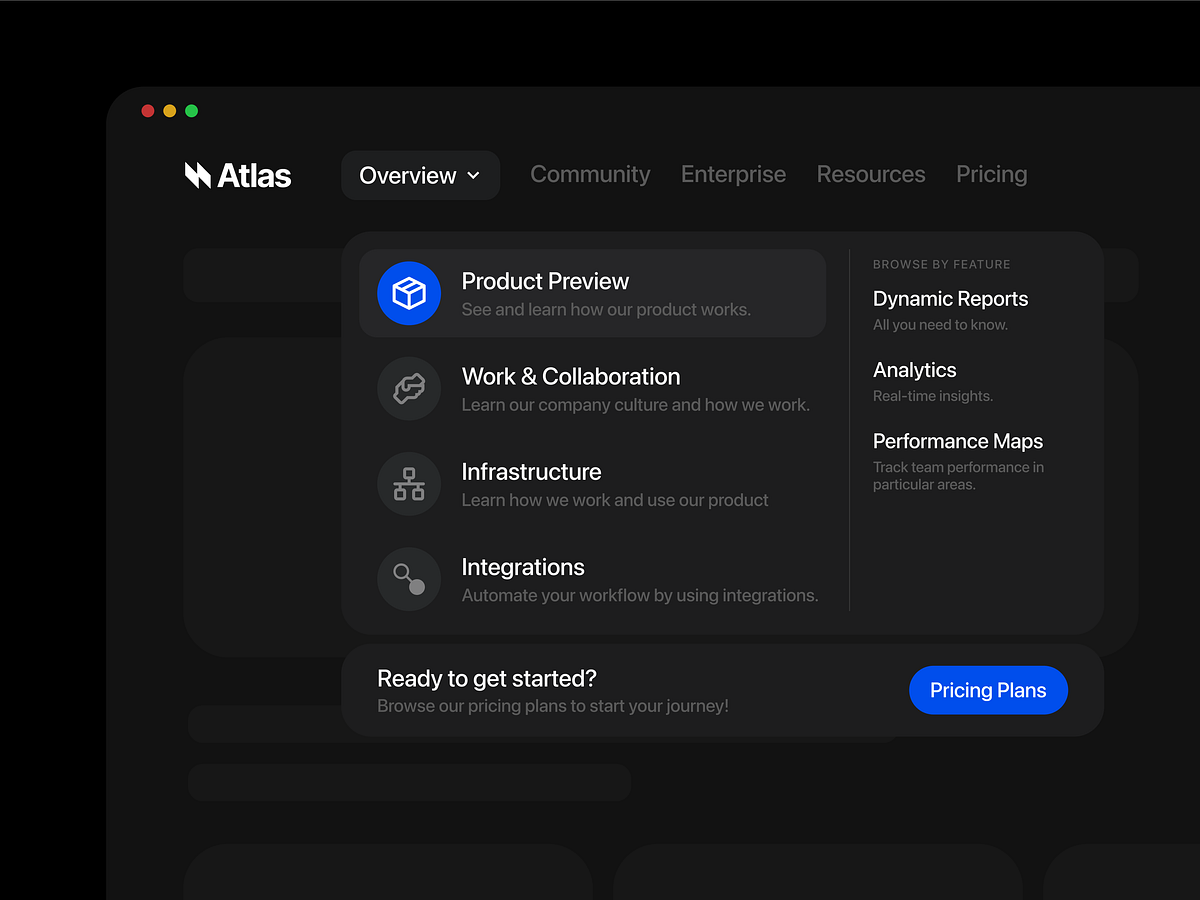 Atlas
Overview
Community
Enterprise
Resources
Pricing
Product Preview
See and learn how our product works.
Work & Collaboration
Learn our company culture and how we work.
Infrastructure
Learn how we work and use our product
Integrations
Automate your workflow by using integrations.
BROWSE BY FEATURE
Dynamic Reports
All you need to know.
Analytics
Real-time insights.
Performance Maps
Track team performance in
particular areas.
Ready to get started?
Browse our pricing plans to start your journey!
Pricing Plans